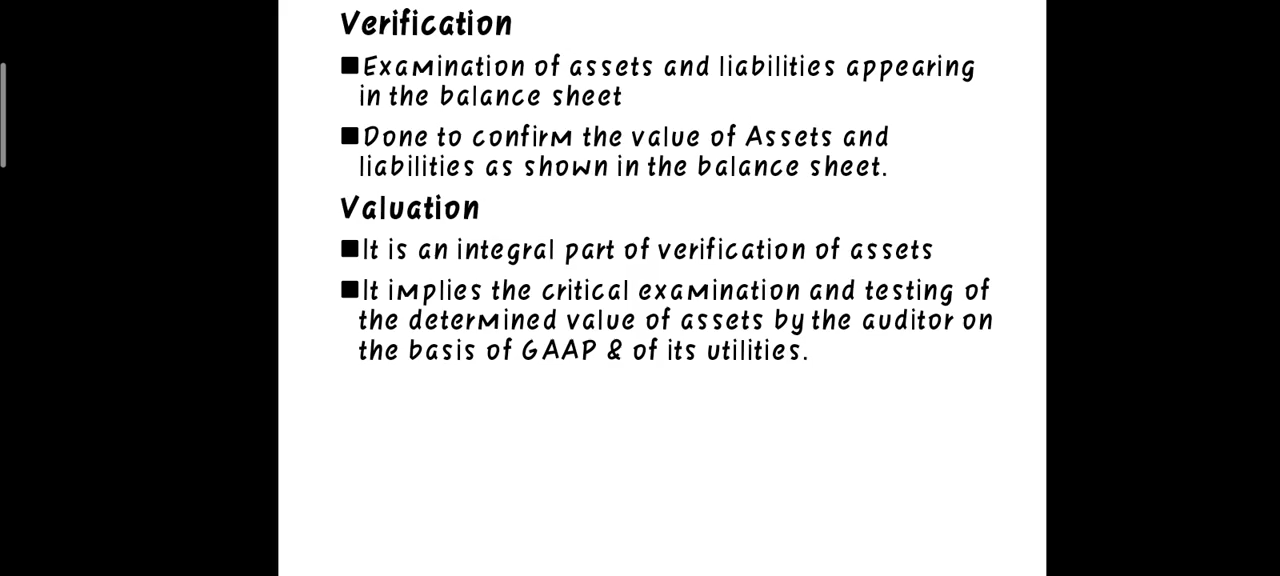 Verification
■Examination of assets and liabilities appearing
in the balance sheet
■Done to confirm the value of Assets and
liabilities as shown in the balance sheet.
Valuation
■It is an integral part of verification of assets
■It implies the critical examination and testing of
the determined value of assets by the auditor on
the basis of GAAP & of its utilities.